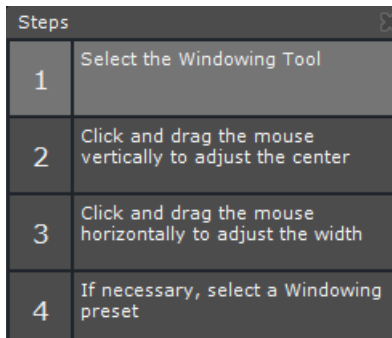 Steps
1
Select the Windowing Tool
2
Click and drag the mouse
vertically to adjust the center
3
Click and drag the mouse
horizontally to adjust the width
4
If necessary, select a Windowing
preset